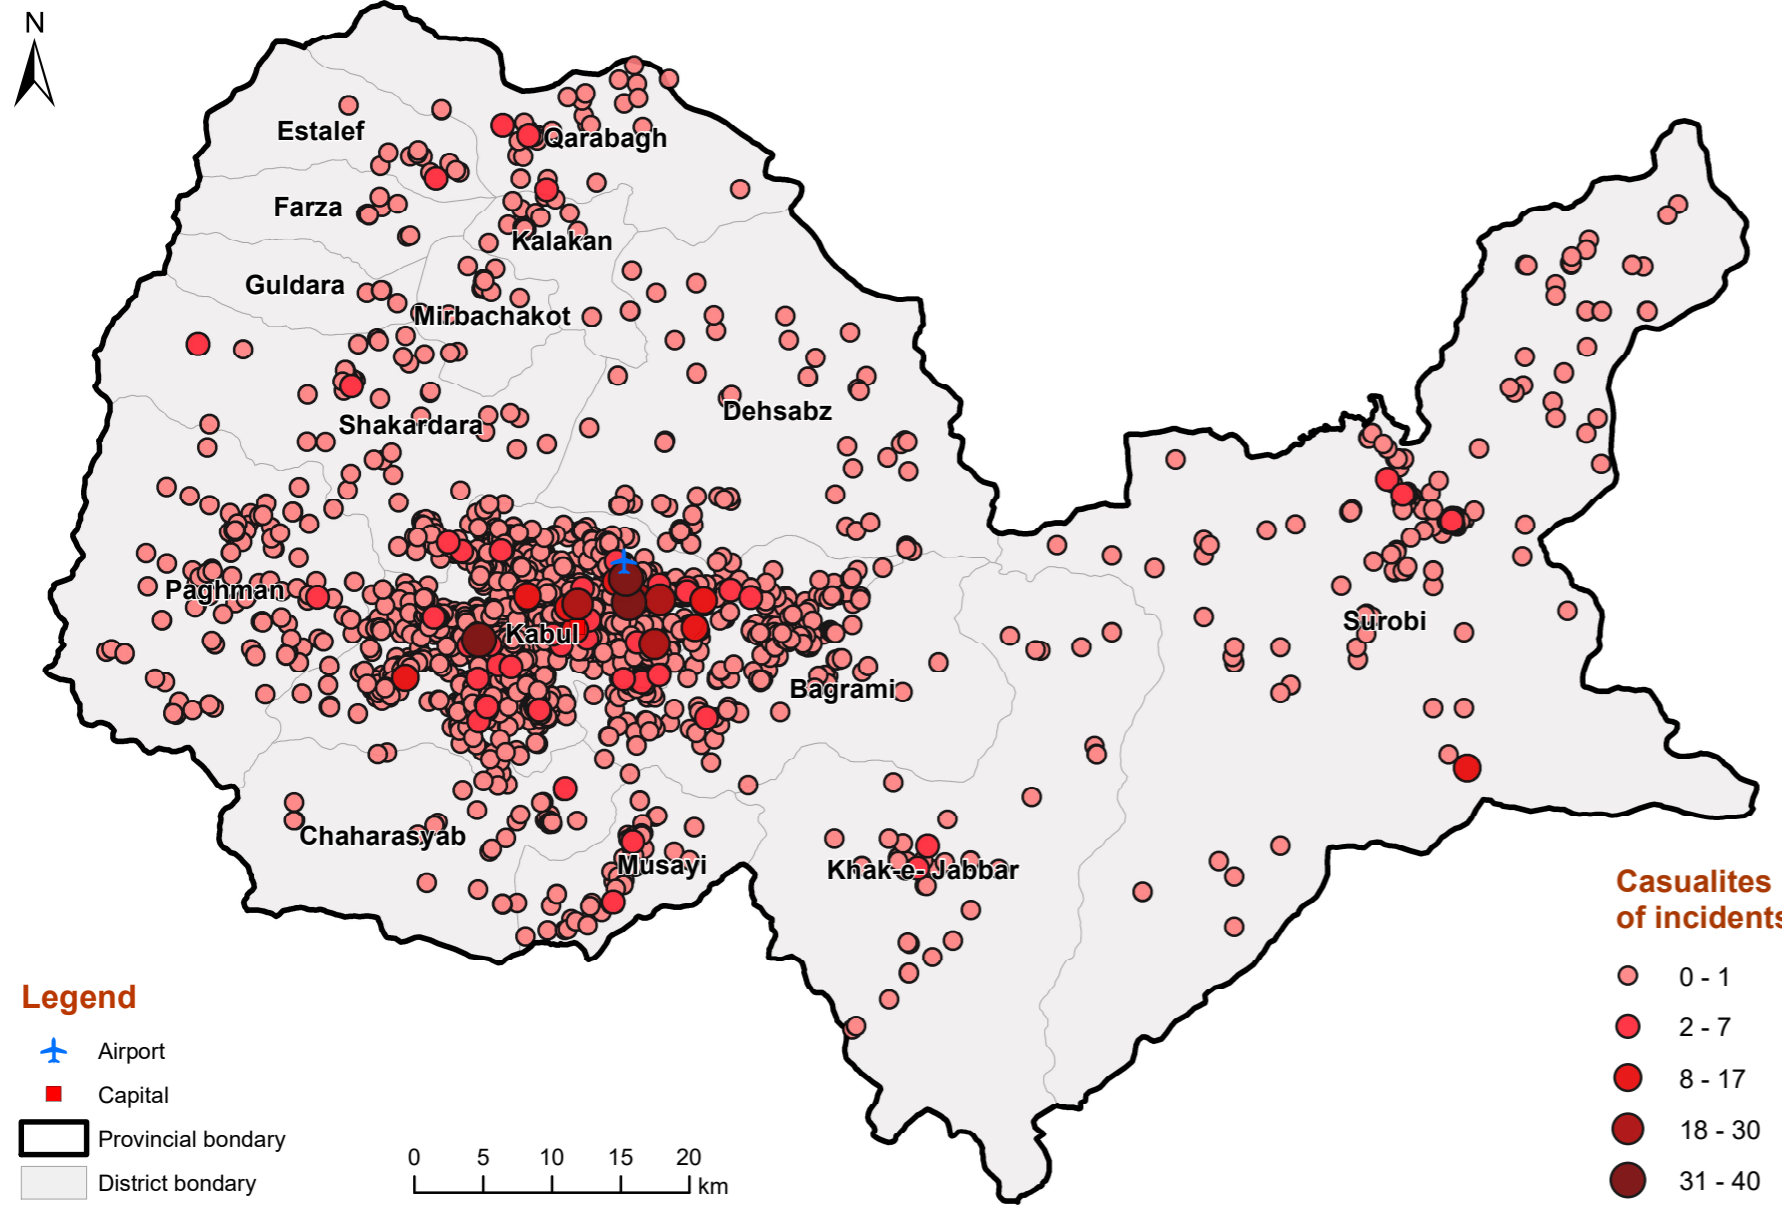 N
Estalef
Qarabagh
Farza
Kalakan
Guldara
Mirbachakot
Dehsabz
Shakardara
Paghman
Kabul
Surobi
Bagrami
Chaharasyab
Musayi
Khak-e- Jabbar
Casualites
of incidents
0 - 1
2 - 7
8 - 17
18 - 30
31 - 40
Legend
Airport
Capital
Provincial bondary
District bondary
0 5 10 15 20
km